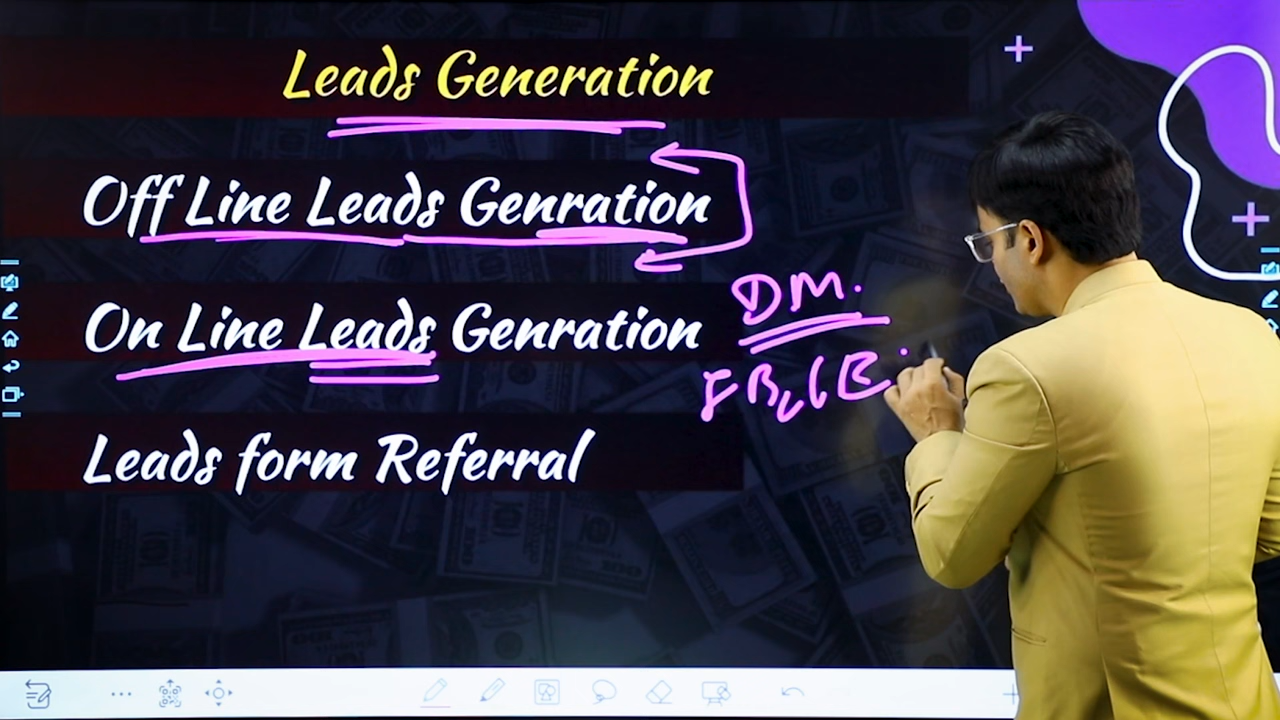 Leads Generation
Off Line Leads Genration
On Line Leads Genration
DM.
Leads form Referral